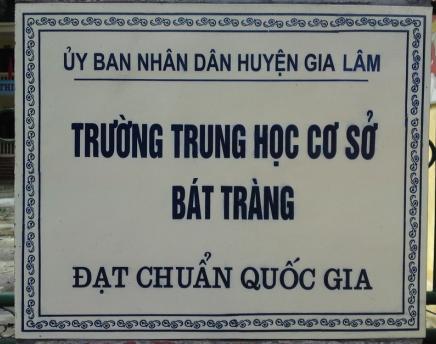 ỦY BAN NHÂN DÂN HUYỆN GIA LÂM
TRƯỜNG TRUNG HỌC CƠ SỞ
BÁT TRÀNG
ĐẠT CHUẨN QUỐC GIA